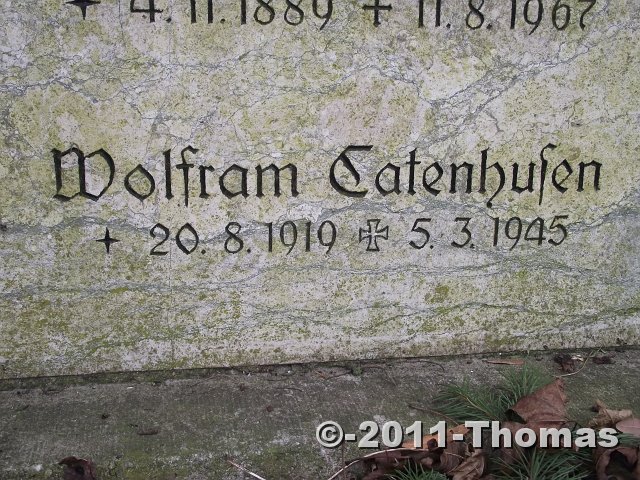 ✦ 4.11.1889 + 11.8.1967
Wolfram Catenhuſen
✦ 20.8.1919 ✠ 5.3.1945
©-2011-Thomas